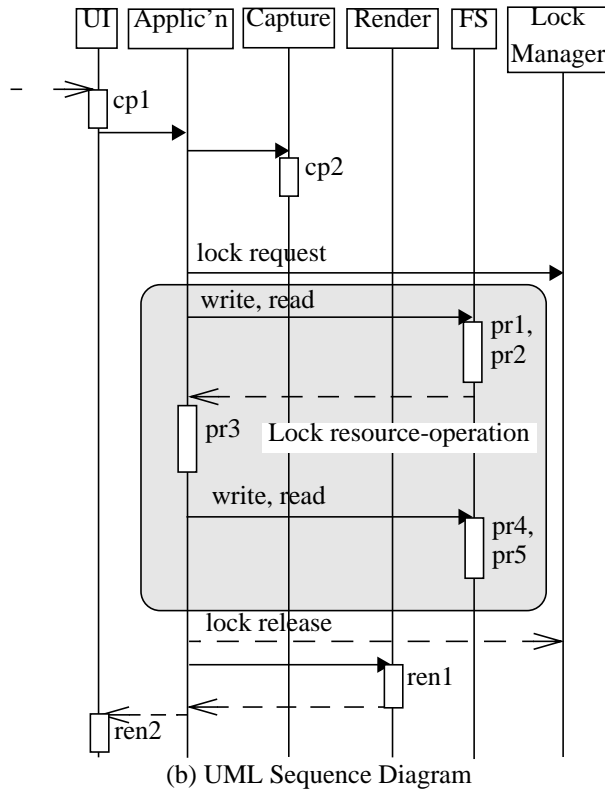 UI Applic'n Capture Render FS Lock
Manager
cp1
cp2
lock request
write, read
pr1,
pr2
pr3 Lock resource-operation
write, read
pr4,
pr5
lock release
ren1
ren2
(b) UML Sequence Diagram